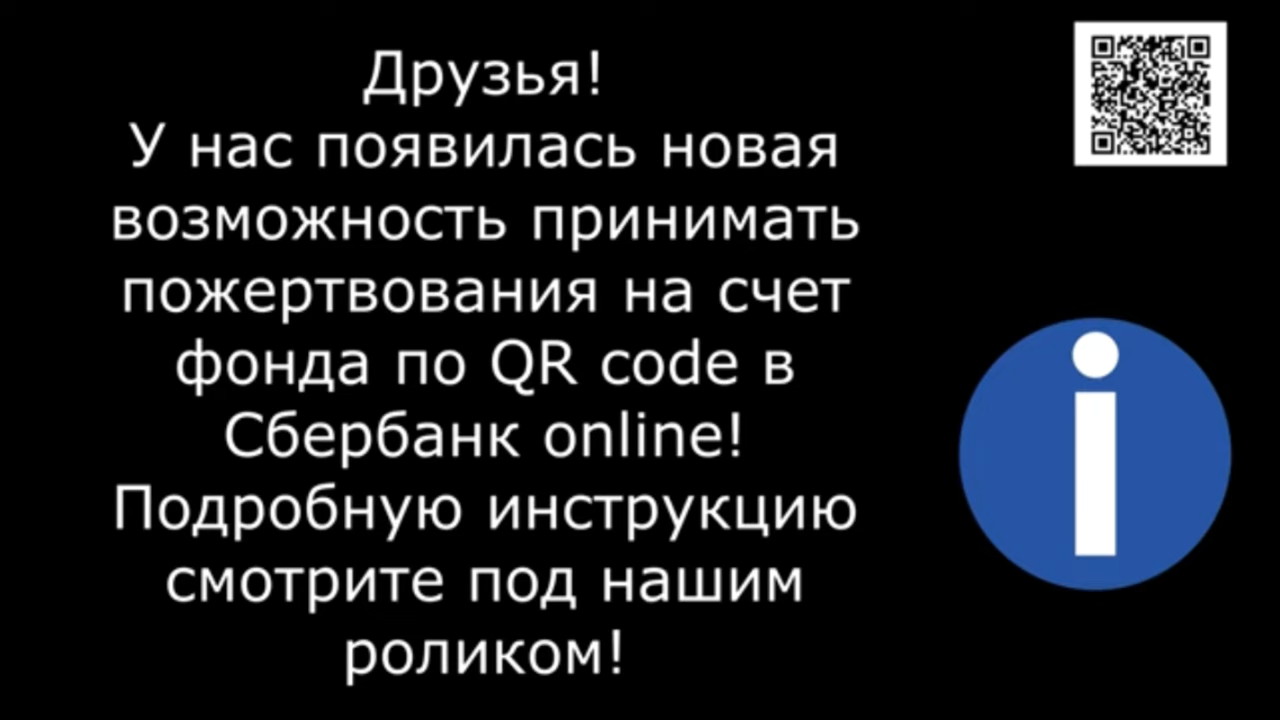 Друзья!
У нас появилась новая
возможность принимать
пожертвования на счет
фонда по QR code в
Сбербанк online!
Подробную инструкцию
смотрите под нашим
роликом!